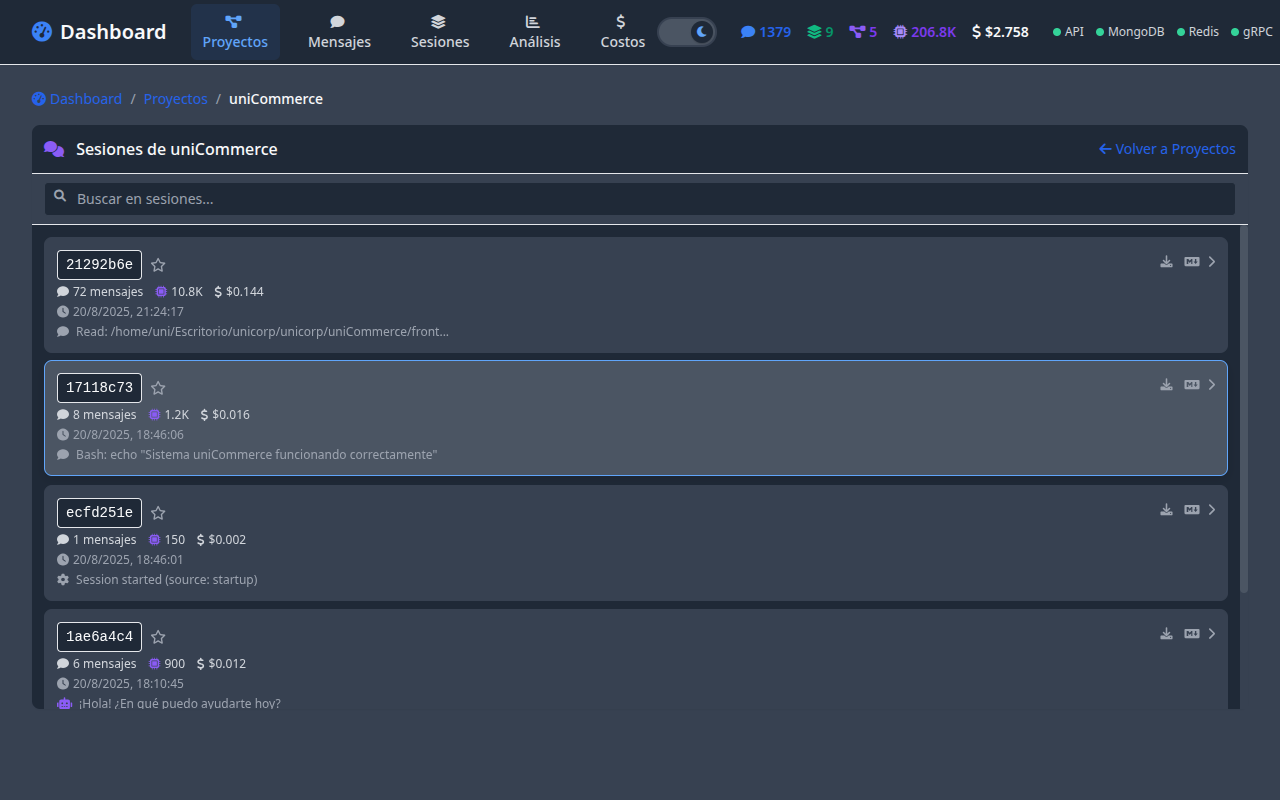 Dashboard
Proyectos
Mensajes
Sesiones
Análisis
$
Costos
1379
9
5
206.8K
$ $2.758
API
MongoDB
Redis
gRPC
Dashboard / Proyectos / uniCommerce
Sesiones de uniCommerce
Volver a Proyectos
Buscar en sesiones...
21292b6e
72 mensajes 10.8K $ $0.144
20/8/2025, 21:24:17
Read: /home/uni/Escritorio/unicorp/unicorp/uniCommerce/front...
17118c73
8 mensajes 1.2K $ $0.016
20/8/2025, 18:46:06
Bash: echo "Sistema uniCommerce funcionando correctamente"
ecfd251e
1 mensajes 150 $ $0.002
20/8/2025, 18:46:01
Session started (source: startup)
1ae6a4c4
6 mensajes 900 $ $0.012
20/8/2025, 18:10:45
¡Hola! ¿En qué puedo ayudarte hoy?